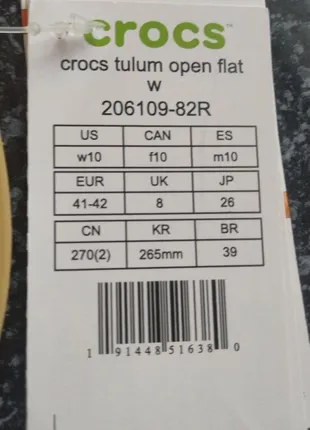 crocs™
crocs tulum open flat
w
206109-82R
US CAN ES
w10 f10 m10
EUR UK JP
41-42 8 26
CN KR BR
270(2) 265mm 39
1 91448 51638 0